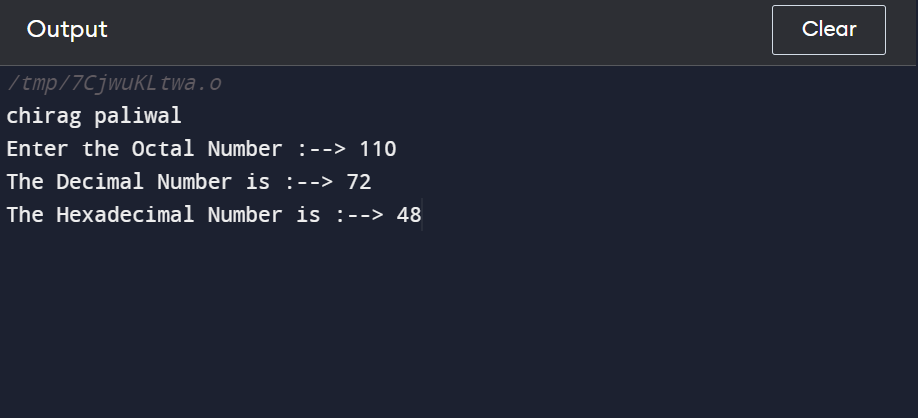 Output
Clear
/tmp/7CjwuKLtwa.o
chirag paliwal
Enter the Octal Number :--> 110
The Decimal Number is :--> 72
The Hexadecimal Number is :--> 48